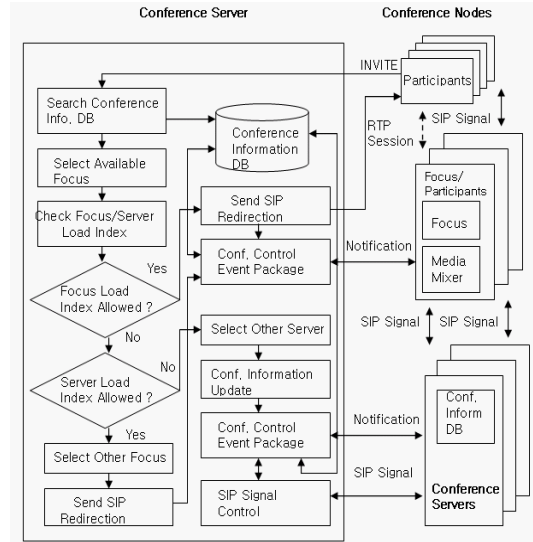 Conference Server
Conference Nodes
INVITE
Participants
Search Conference
Info, DB
Conference
Information
DB
RTP
Session
SIP Signal
Select Available
Focus
Focus/
Participants
Focus
Media
Mixer
Check Focus/Server
Load Index
Send SIP
Redirection
Yes
Conf, Control
Event Package
Notification
Focus Load
Index Allowed ?
No
Select Other Server
SIP Signal
SIP Signal
No
Server Load
Index Allowed ?
Conf, Information
Update
Conf,
Inform
DB
Yes
Conf, Control
Event Package
Notification
Select Other Focus
SIP Signal
Send SIP
Redirection
SIP Signal
Control
Conference
Servers